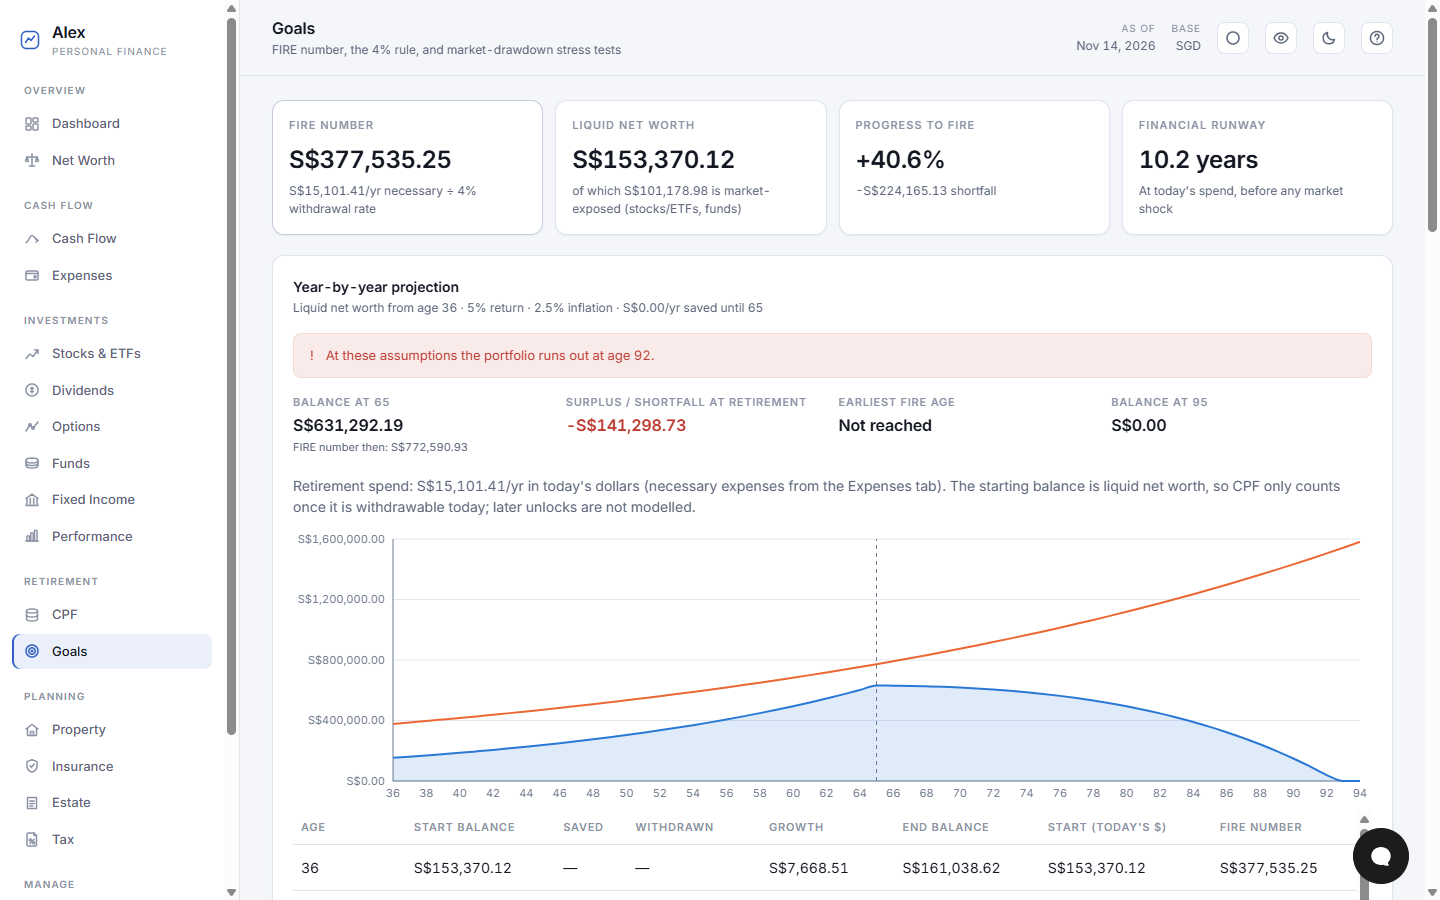 Alex
PERSONAL FINANCE
OVERVIEW
Dashboard
Net Worth
CASH FLOW
Cash Flow
Expenses
INVESTMENTS
Stocks & ETFs
Dividends
Options
Funds
Fixed Income
Performance
RETIREMENT
CPF
Goals
PLANNING
Property
Insurance
Estate
Tax
MANAGE
Goals
FIRE number, the 4% rule, and market-drawdown stress tests
AS OF
Nov 14, 2026
BASE
SGD
FIRE NUMBER
S$377,535.25
S$15,101.41/yr necessary ÷ 4%
withdrawal rate
LIQUID NET WORTH
S$153,370.12
of which S$101,178.98 is market-
exposed (stocks/ETFs, funds)
PROGRESS TO FIRE
+40.6%
-S$224,165.13 shortfall
FINANCIAL RUNWAY
10.2 years
At today's spend, before any market
shock
Year-by-year projection
Liquid net worth from age 36 · 5% return · 2.5% inflation · S$0.00/yr saved until 65
! At these assumptions the portfolio runs out at age 92.
BALANCE AT 65
S$631,292.19
FIRE number then: S$772,590.93
SURPLUS / SHORTFALL AT RETIREMENT
-S$141,298.73
EARLIEST FIRE AGE
Not reached
BALANCE AT 95
S$0.00
Retirement spend: S$15,101.41/yr in today's dollars (necessary expenses from the Expenses tab). The starting balance is liquid net worth, so CPF only counts
once it is withdrawable today; later unlocks are not modelled.
S$1,600,000.00
S$1,200,000.00
S$800,000.00
S$400,000.00
S$0.00
36 38 40 42 44 46 48 50 52 54 56 58 60 62 64 66 68 70 72 74 76 78 80 82 84 86 88 90 92 94
AGE START BALANCE SAVED WITHDRAWN GROWTH END BALANCE START (TODAY'S $) FIRE NUMBER
36 S$153,370.12 — — S$7,668.51 S$161,038.62 S$153,370.12 S$377,535.25